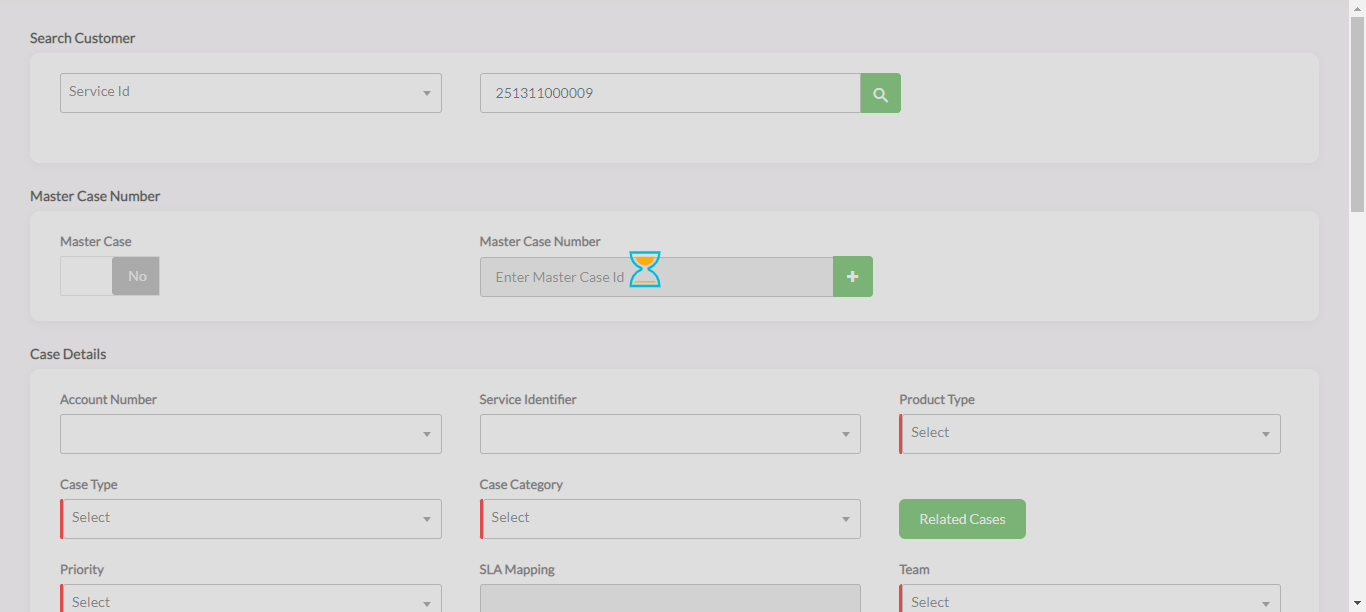 Search Customer
Service Id
251311000009
Master Case Number
Master Case
Master Case Number
No
Enter Master Case Id
Case Details
Account Number
Service Identifier
Product Type
Select
Case Type
Case Category
Select
Select
Related Cases
Priority
SLA Mapping
Team
Select
Select